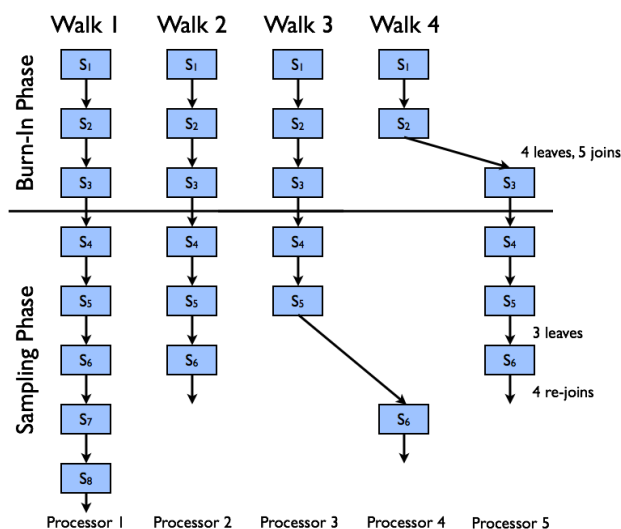 Walk 1 Walk 2 Walk 3 Walk 4
Burn-In Phase
S1 S1 S1 S1
S2 S2 S2 S2
4 leaves, 5 joins
S3 S3 S3 S3
Sampling Phase
S4 S4 S4 S4
S5 S5 S5 S5
3 leaves
S6 S6 S6
4 re-joins
S7 S6
S8
Processor 1 Processor 2 Processor 3 Processor 4 Processor 5